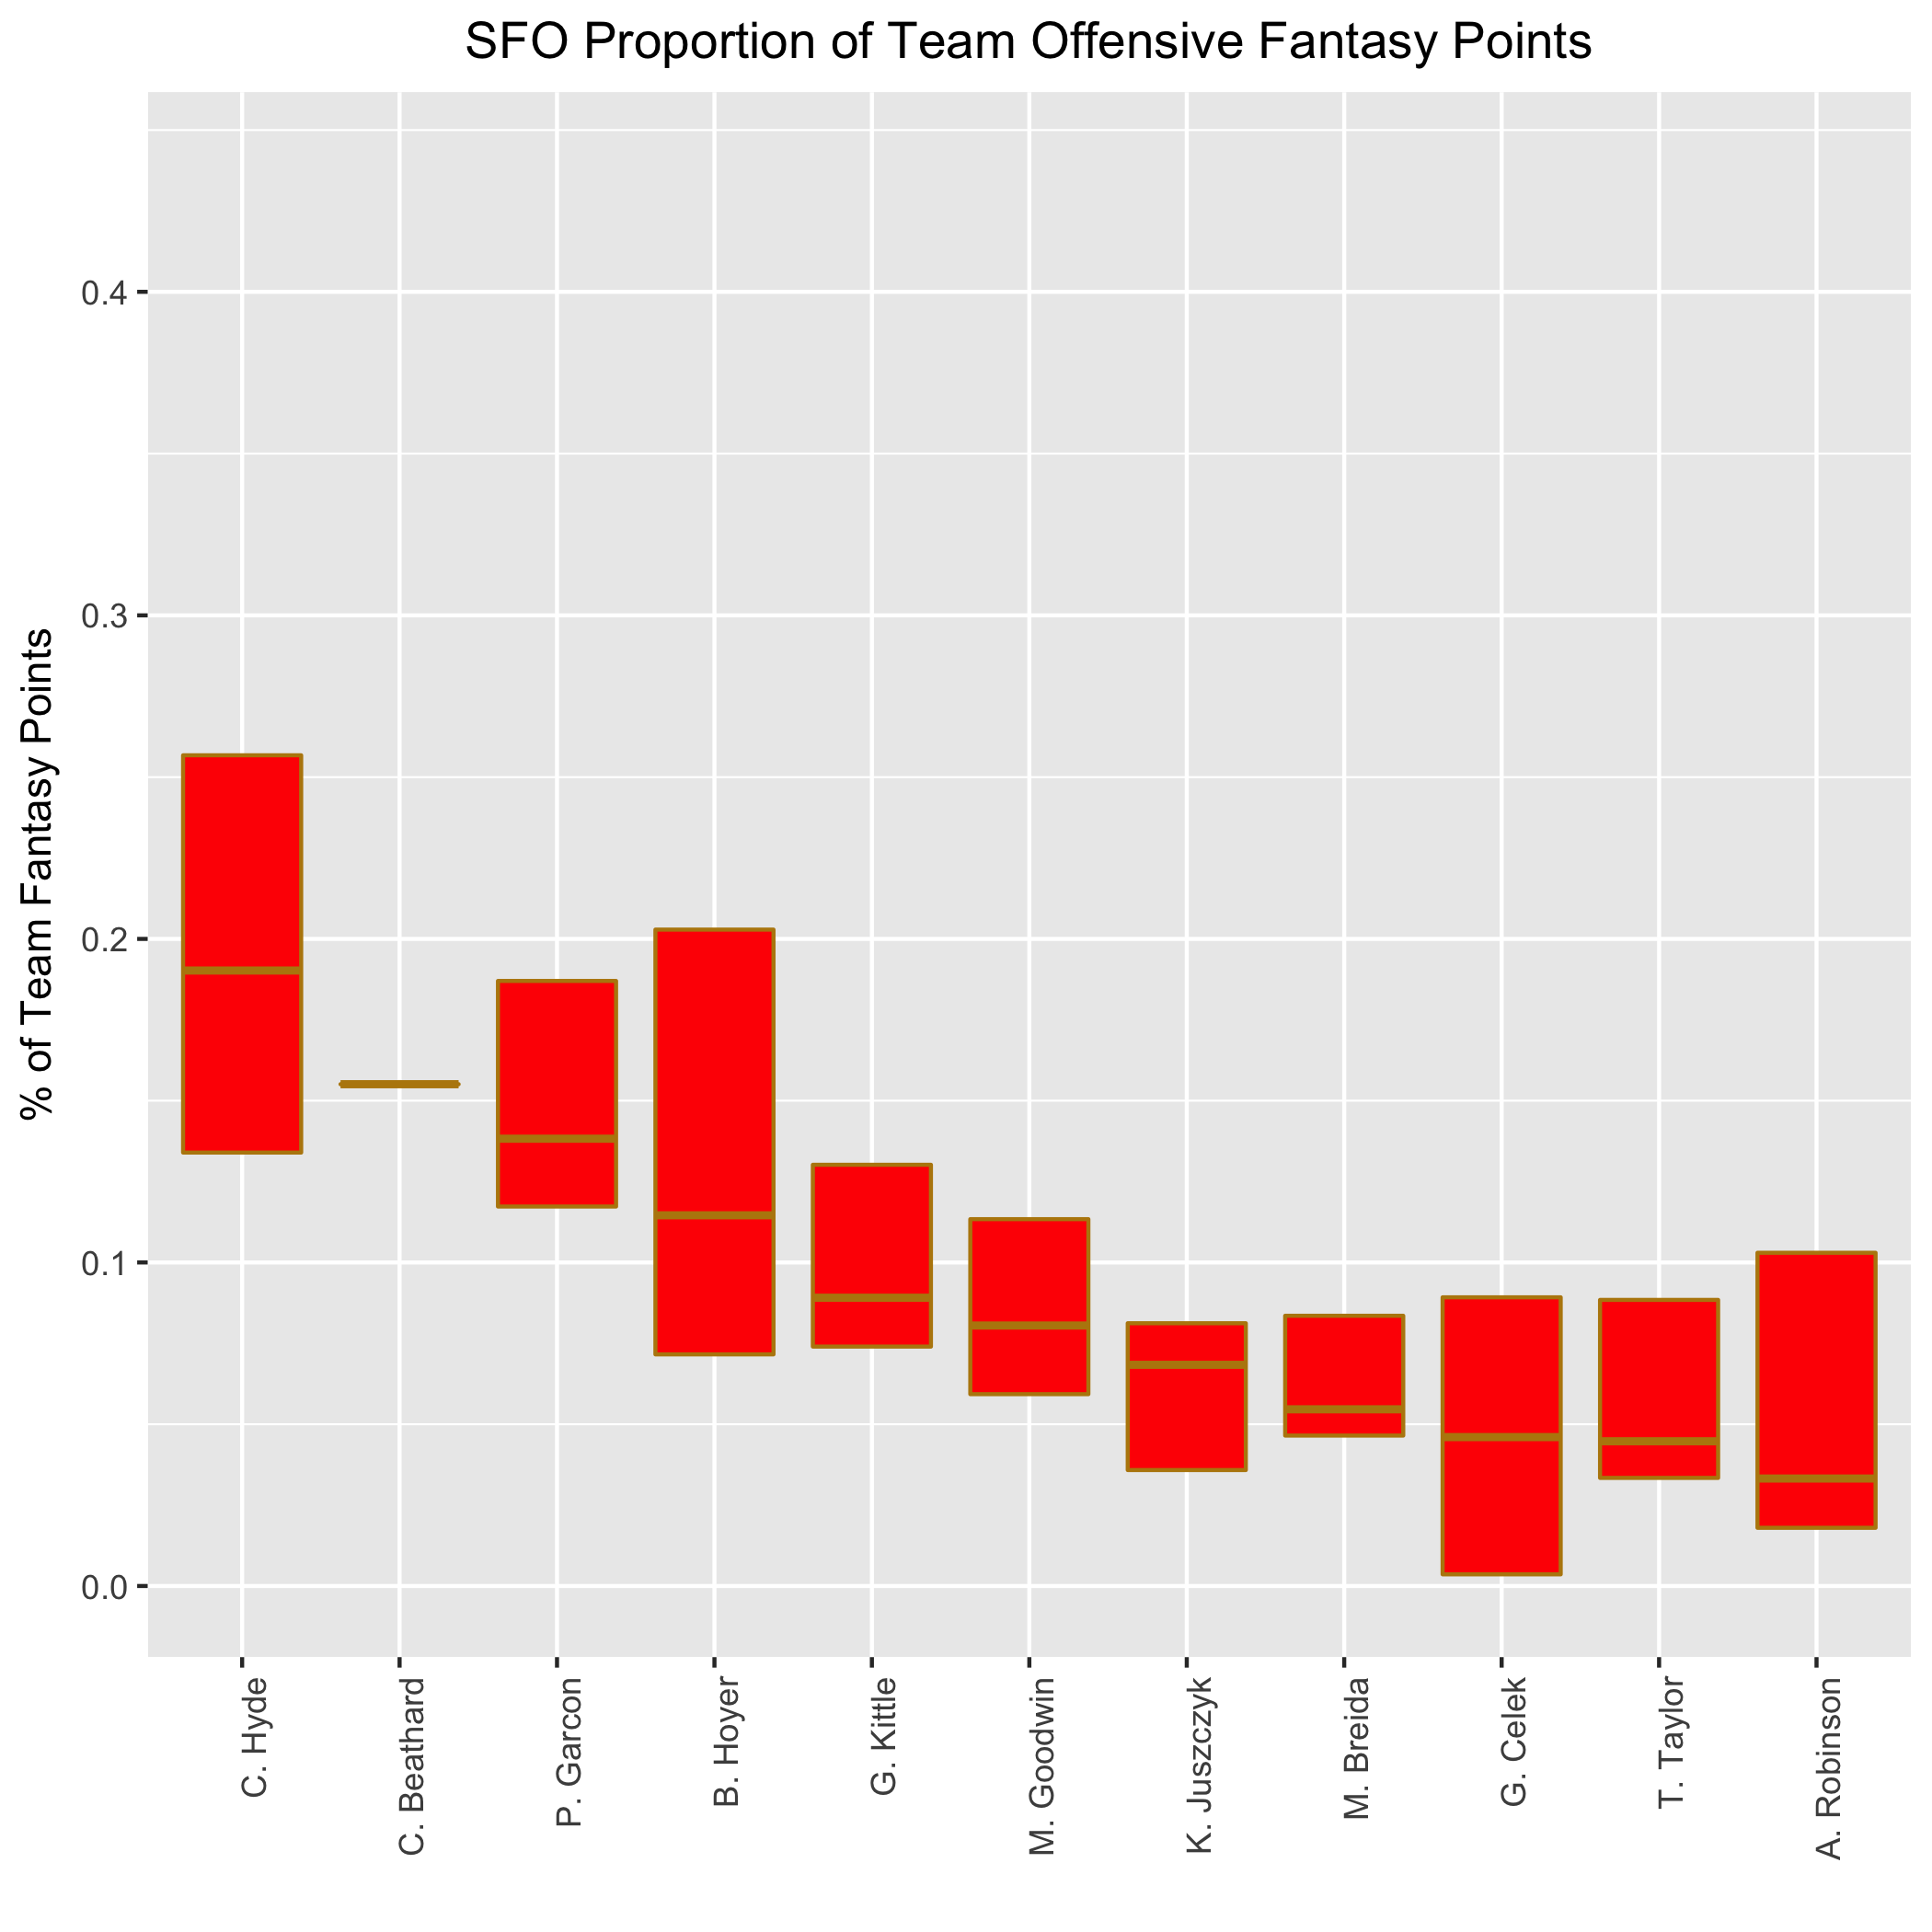 SFO Proportion of Team Offensive Fantasy Points
% of Team Fantasy Points
0.4
0.3
0.2
0.1
0.0
C. Hyde
C. Beathard
P. Garcon
B. Hoyer
G. Kittle
M. Goodwin
K. Juszczyk
M. Breida
G. Celek
T. Taylor
A. Robinson